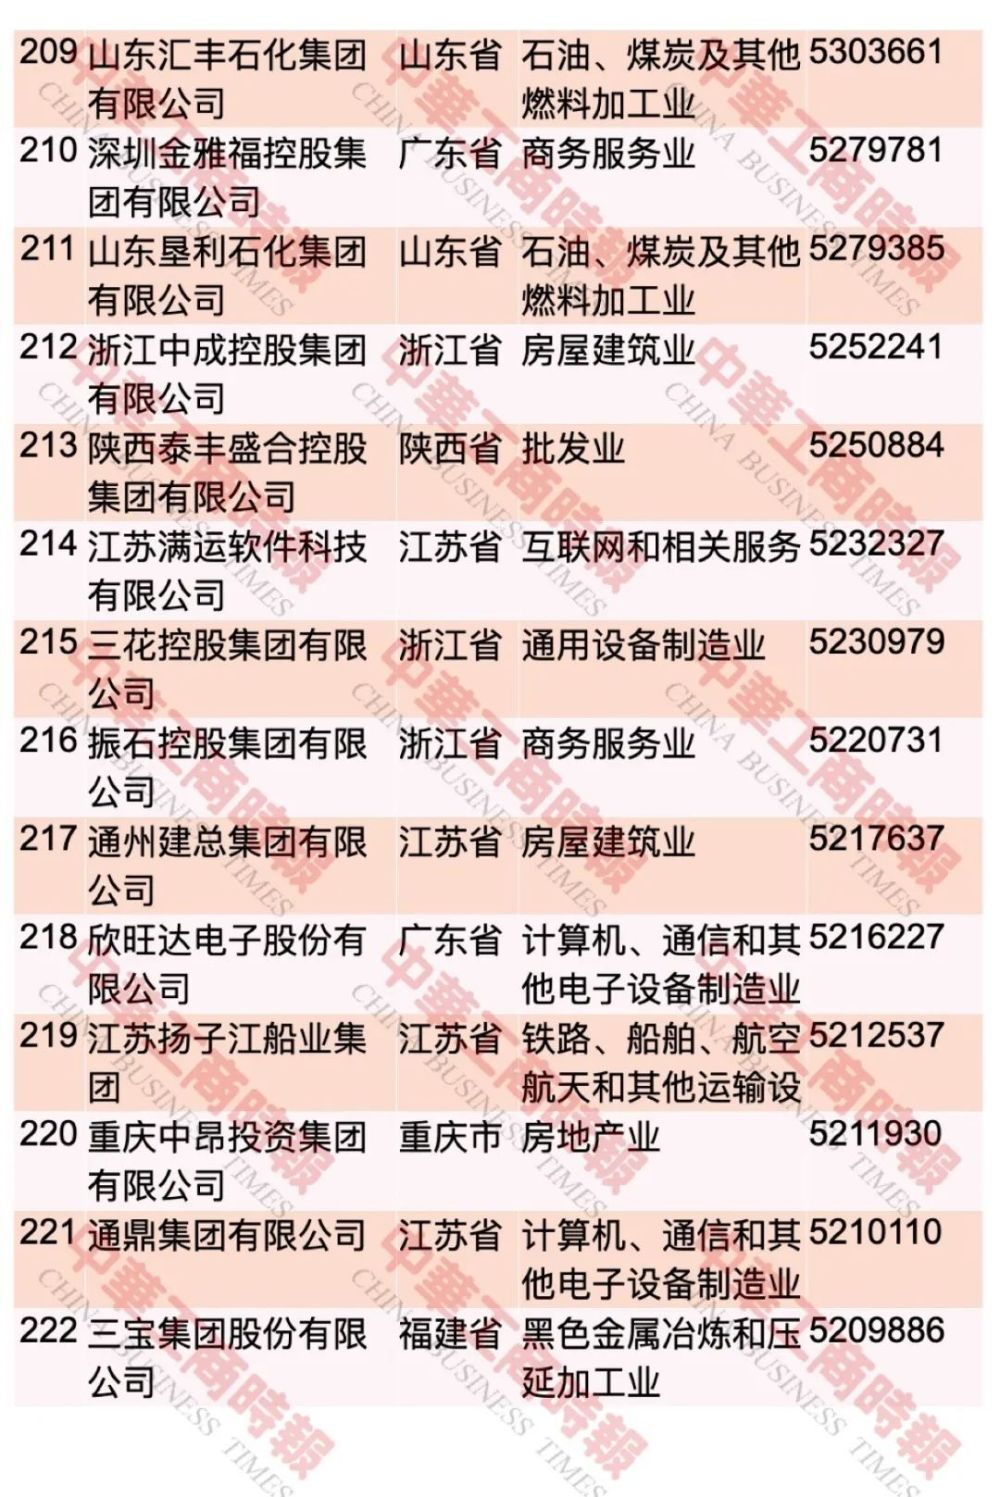 209 山东汇丰石化集团 山东省 石油、煤炭及其他 5303661
有限公司 燃料加工业
210 深圳金雅福控股集 广东省 商务服务业 5279781
团有限公司
211 山东垦利石化集团 山东省 石油、煤炭及其他 5279385
有限公司 燃料加工业
212 浙江中成控股集团 浙江省 房屋建筑业 5252241
有限公司
213 陕西泰丰盛合控股 陕西省 批发业 5250884
集团有限公司
214 江苏满运软件科技 江苏省 互联网和相关服务 5232327
有限公司
215 三花控股集团有限 浙江省 通用设备制造业 5230979
公司
216 振石控股集团有限 浙江省 商务服务业 5220731
公司
217 通州建总集团有限 江苏省 房屋建筑业 5217637
公司
218 欣旺达电子股份有 广东省 计算机、通信和其 5216227
限公司 他电子设备制造业
219 江苏扬子江船业集 江苏省 铁路、船舶、航空 5212537
团 航天和其他运输设
220 重庆中昂投资集团 重庆市 房地产业 5211930
有限公司
221 通鼎集团有限公司 江苏省 计算机、通信和其 5210110
他电子设备制造业
222 三宝集团股份有限 福建省 黑色金属冶炼和压 5209886
公司 延加工业
中華工商時報
CHINA BUSINESS TIMES